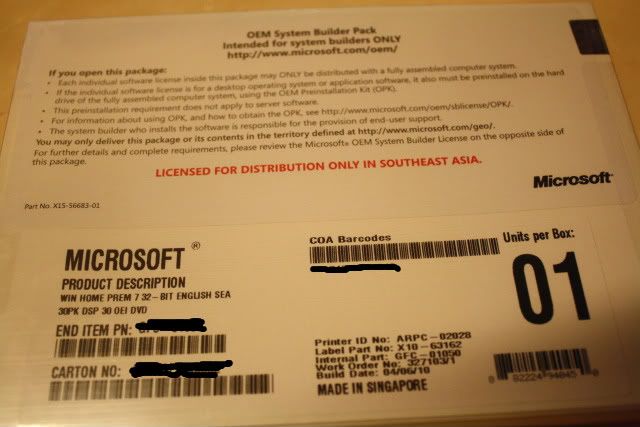 OEM System Builder Pack
Intended for system builders ONLY
http://www.microsoft.com/oem/
If you open this package:
• Each individual software license inside this package may ONLY be distributed with a fully assembled computer system.
• If the individual software license is for a desktop operating system or application software, it also must be preinstalled on the hard
drive of the fully assembled computer system, using the OEM Preinstallation Kit (OPK).
• This preinstallation requirement does not apply to server software.
• For information about using OPK, and how to obtain the OPK, see http://www.microsoft.com/oem/sblicense/OPK/.
• The system builder who installs the software is responsible for the provision of end-user support.
You may only deliver this package or its contents in the territory defined at http://www.microsoft.com/geo/.
For further details and complete requirements, please review the Microsoft® OEM System Builder License on the opposite side of
this package.
LICENSED FOR DISTRIBUTION ONLY IN SOUTHEAST ASIA.
Microsoft®
Part No. X15-56683-01
MICROSOFT ®
PRODUCT DESCRIPTION
WIN HOME PREM 7 32-BIT ENGLISH SEA
30PK DSP 30 OEI DVD
END ITEM PN:
CARTON NO:
COA Barcodes
Units per Box:
01
Printer ID No: ARPC-02028
Label Part No: X10-63162
Internal Part: GFC-01050
Work Order No: 327103/1
Build Date: 04/06/10
MADE IN SINGAPORE
0 82224 94845 0